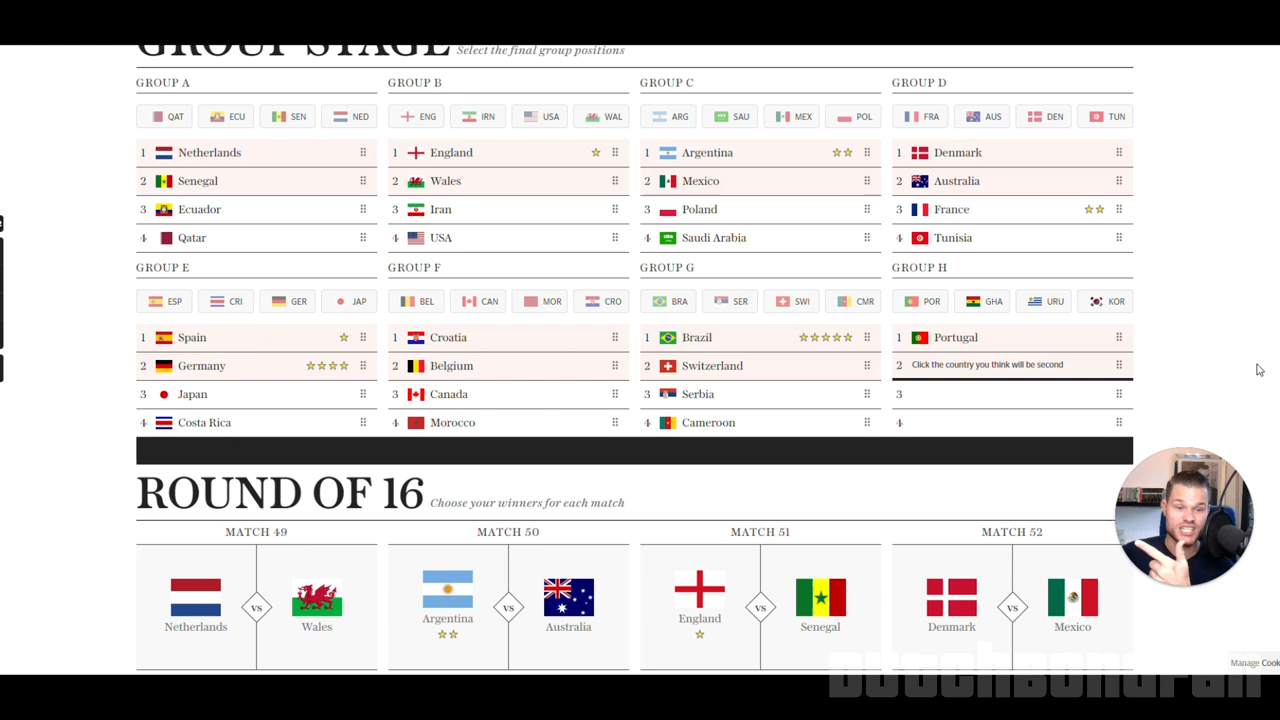 GROUP STAGE Select the final group positions
GROUP A
QAT ECU SEN NED
1 Netherlands
2 Senegal
3 Ecuador
4 Qatar
GROUP B
ENG IRN USA WAL
1 England
2 Wales
3 Iran
4 USA
GROUP C
ARG SAU MEX POL
1 Argentina
2 Mexico
3 Poland
4 Saudi Arabia
GROUP D
FRA AUS DEN TUN
1 Denmark
2 Australia
3 France
4 Tunisia
GROUP E
ESP CRI GER JAP
1 Spain
2 Germany
3 Japan
4 Costa Rica
GROUP F
BEL CAN MOR CRO
1 Croatia
2 Belgium
3 Canada
4 Morocco
GROUP G
BRA SER SWI CMR
1 Brazil
2 Switzerland
3 Serbia
4 Cameroon
GROUP H
POR GHA URU KOR
1 Portugal
2 Click the country you think will be second
3
4
ROUND OF 16 Choose your winners for each match
MATCH 49
Netherlands vs Wales
MATCH 50
Argentina vs Australia
MATCH 51
England vs Senegal
MATCH 52
Denmark vs Mexico
Manage Cook
DUTCHBONDFAN